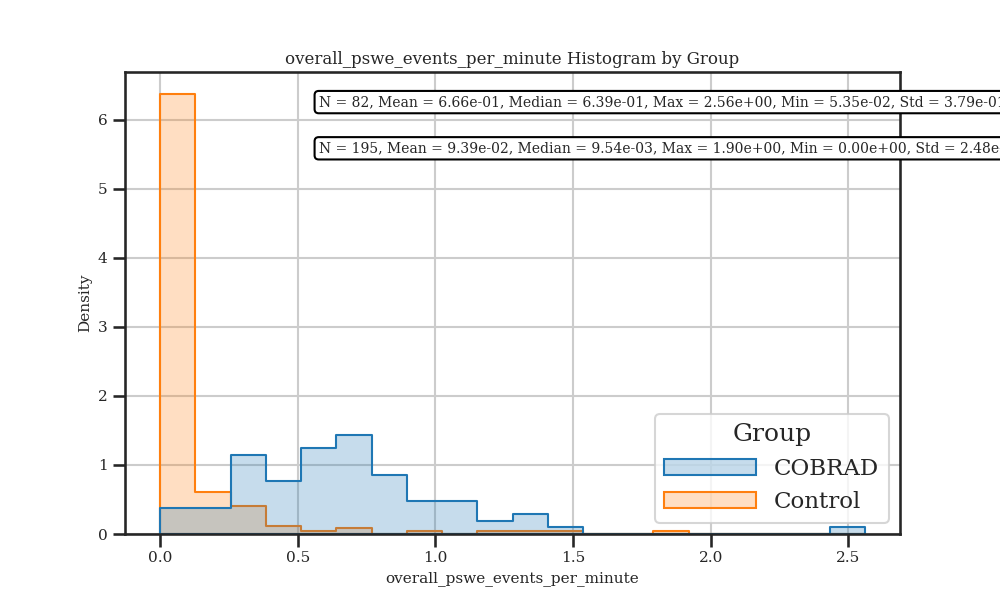 overall_pswe_events_per_minute Histogram by Group
N = 82, Mean = 6.66e-01, Median = 6.39e-01, Max = 2.56e+00, Min = 5.35e-02, Std = 3.79e-01
N = 195, Mean = 9.39e-02, Median = 9.54e-03, Max = 1.90e+00, Min = 0.00e+00, Std = 2.48e
6
5
4
3
2
1
0
Density
Group
COBRAD
Control
0.0 0.5 1.0 1.5 2.0 2.5
overall_pswe_events_per_minute